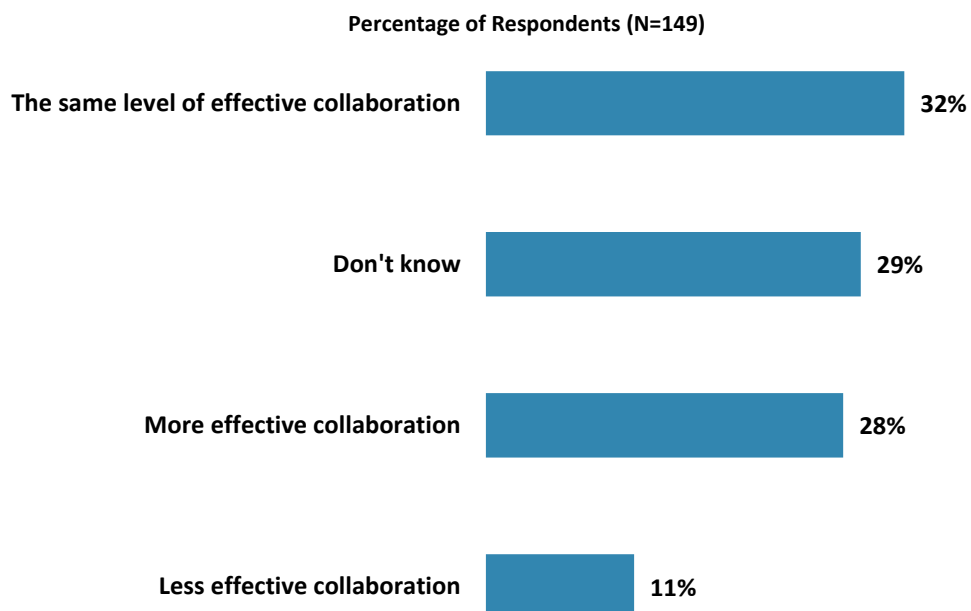 Percentage of Respondents (N=149)
The same level of effective collaboration 32%
Don't know 29%
More effective collaboration 28%
Less effective collaboration 11%